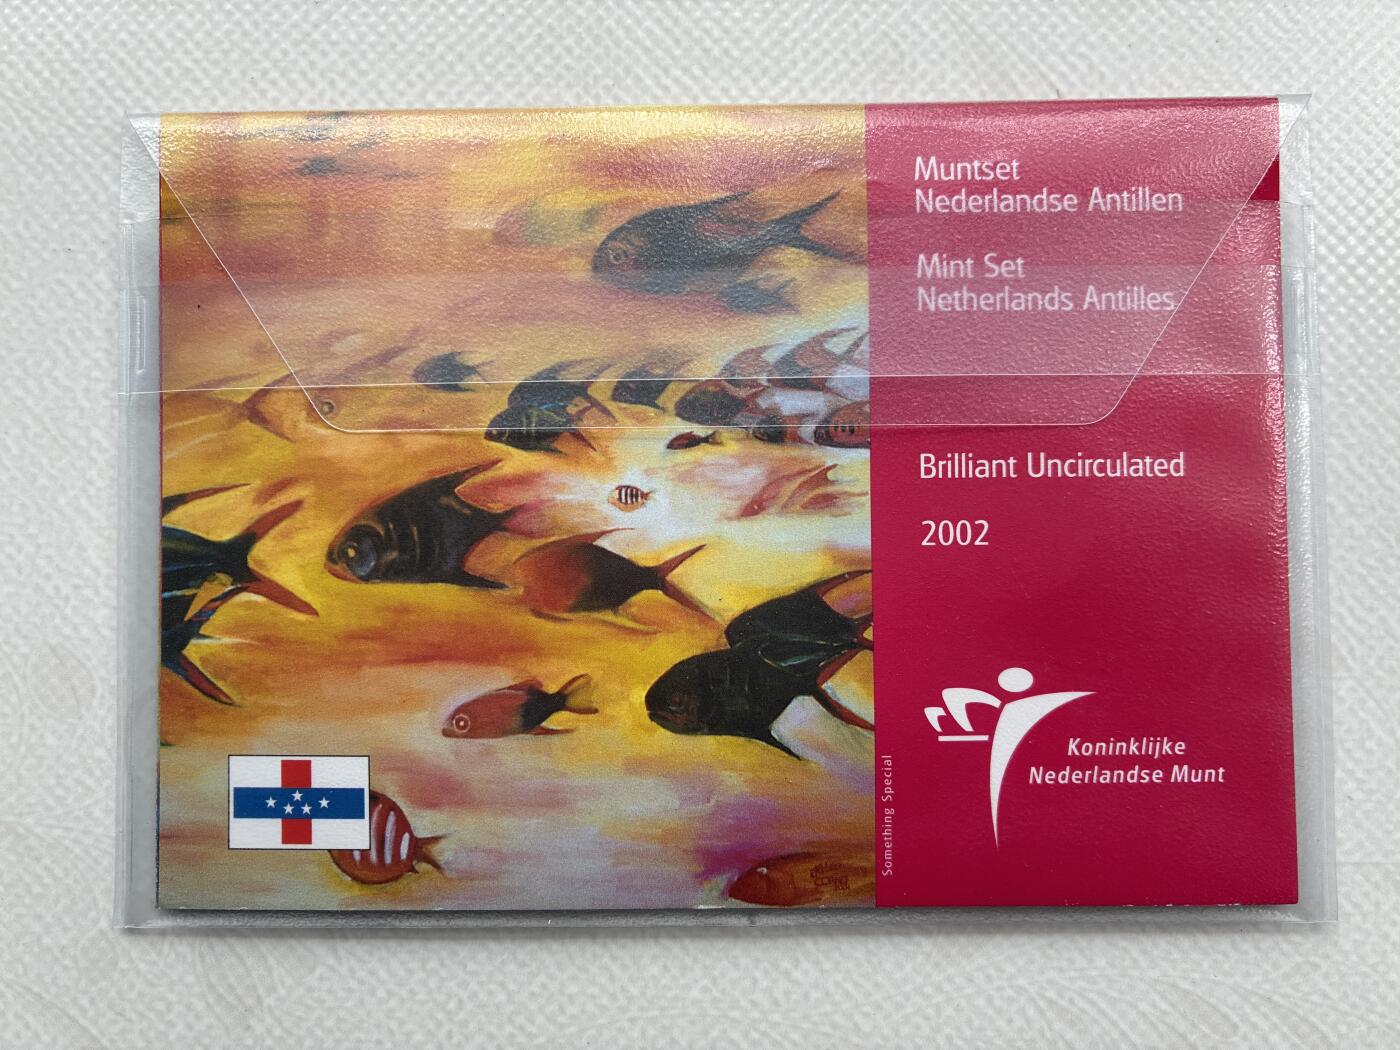 Muntset
Nederlandse Antillen
Mint Set
Netherlands Antilles
Brilliant Uncirculated
2002
Koninklijke
Nederlandse Munt
Something Special